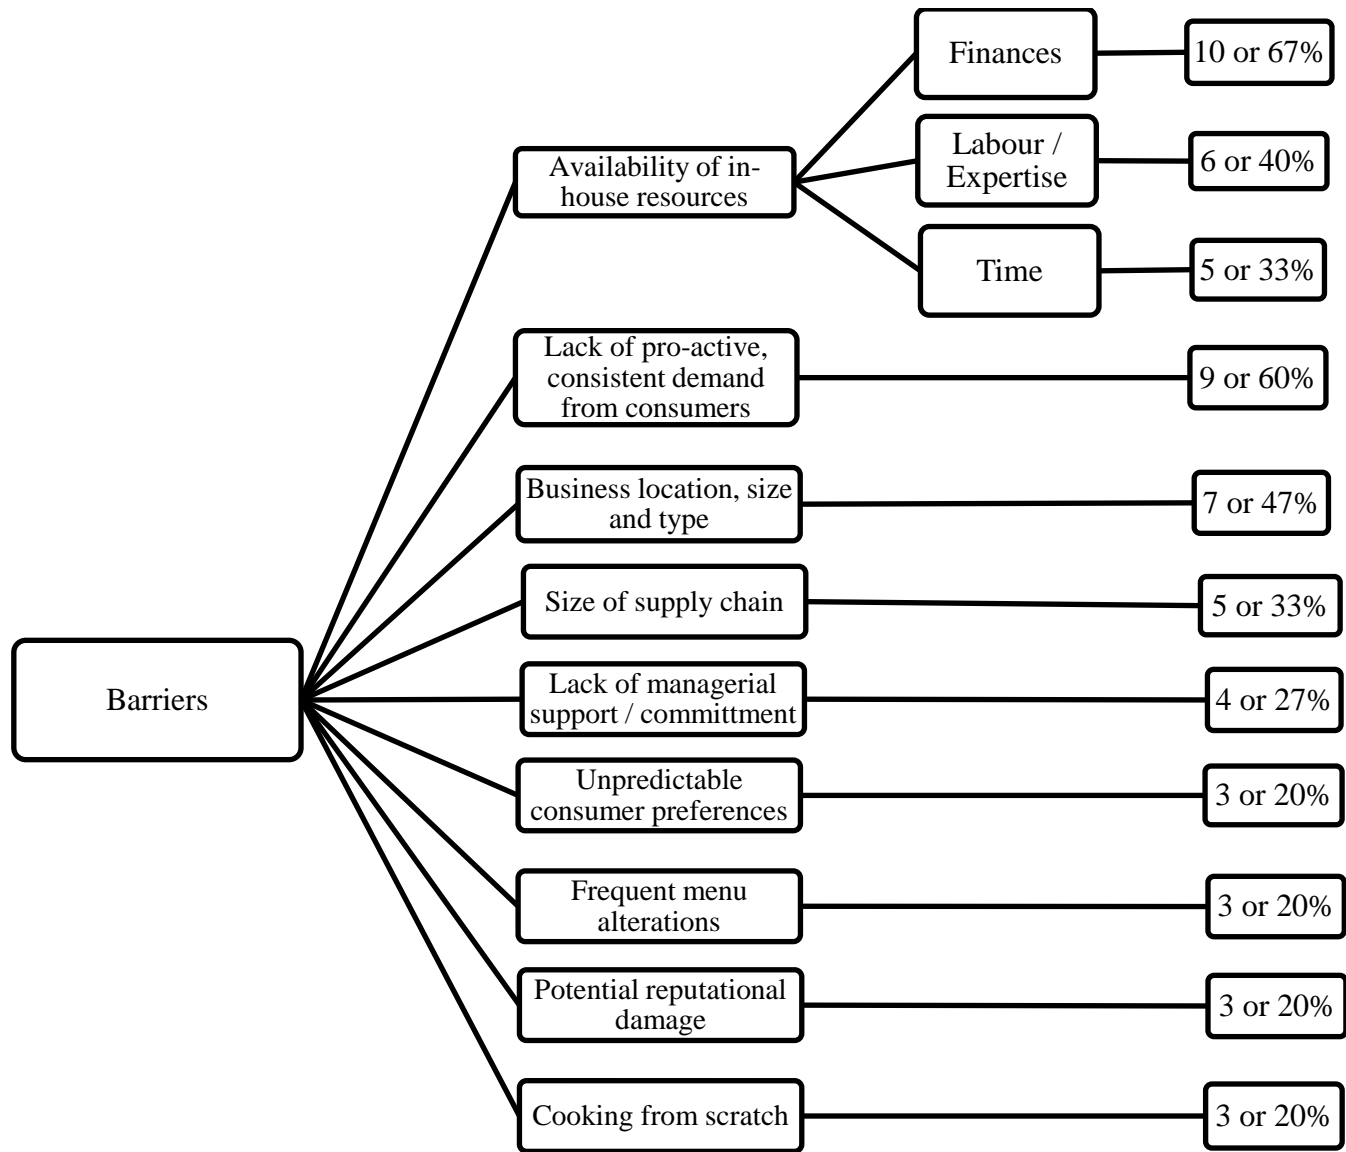 Finances
10 or 67%
Availability of in-
house resources
Labour /
Expertise
6 or 40%
Time
5 or 33%
Lack of pro-active,
consistent demand
from consumers
9 or 60%
Business location, size
and type
7 or 47%
Size of supply chain
5 or 33%
Barriers
Lack of managerial
support / committment
4 or 27%
Unpredictable
consumer preferences
3 or 20%
Frequent menu
alterations
3 or 20%
Potential reputational
damage
3 or 20%
Cooking from scratch
3 or 20%